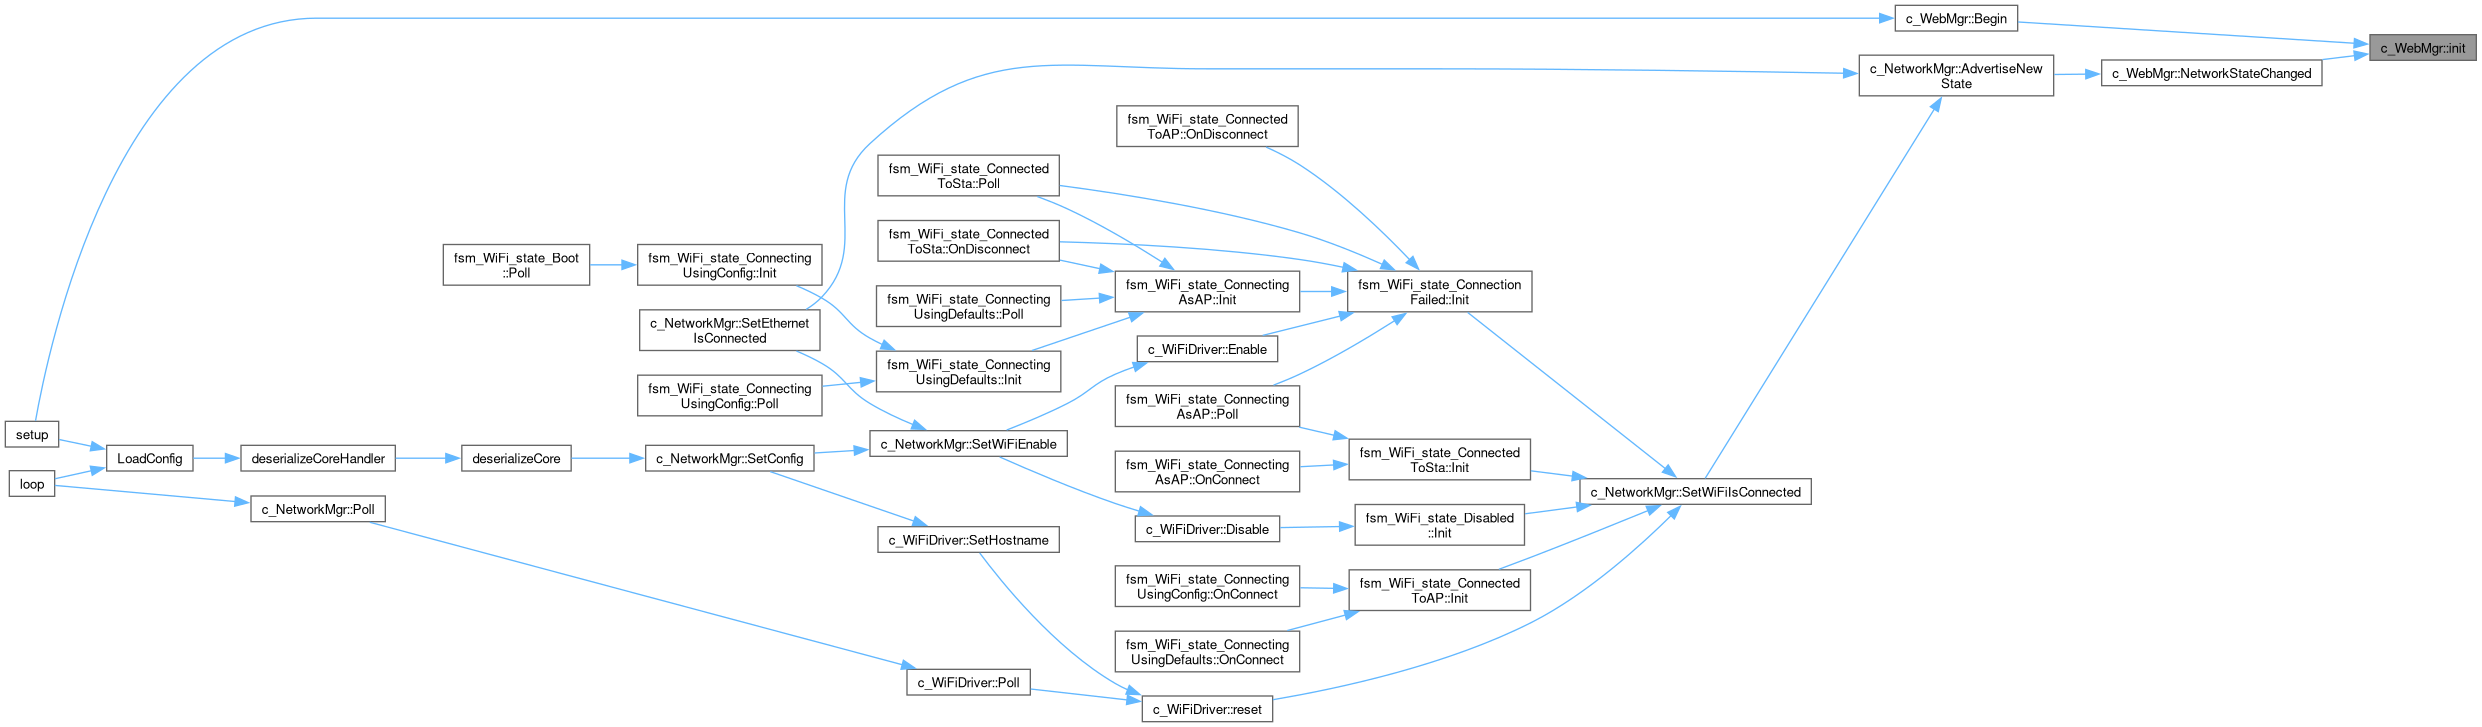 c_WebMgr::Begin
c_WebMgr::init
c_NetworkMgr::AdvertiseNew
State
c_WebMgr::NetworkStateChanged
fsm_WiFi_state_Connected
ToAP::OnDisconnect
fsm_WiFi_state_Connected
ToSta::Poll
fsm_WiFi_state_Connected
ToSta::OnDisconnect
fsm_WiFi_state_Boot
::Poll
fsm_WiFi_state_Connecting
UsingConfig::Init
fsm_WiFi_state_Connecting
AsAP::Init
fsm_WiFi_state_Connection
Failed::Init
fsm_WiFi_state_Connecting
UsingDefaults::Poll
c_NetworkMgr::SetEthernet
IsConnected
c_WiFiDriver::Enable
fsm_WiFi_state_Connecting
UsingDefaults::Init
fsm_WiFi_state_Connecting
UsingConfig::Poll
fsm_WiFi_state_Connecting
AsAP::Poll
setup
c_NetworkMgr::SetWiFiEnable
LoadConfig
deserializeCoreHandler
deserializeCore
c_NetworkMgr::SetConfig
fsm_WiFi_state_Connected
ToSta::Init
fsm_WiFi_state_Connecting
AsAP::OnConnect
loop
c_NetworkMgr::SetWiFiIsConnected
c_NetworkMgr::Poll
fsm_WiFi_state_Disabled
::Init
c_WiFiDriver::Disable
c_WiFiDriver::SetHostname
fsm_WiFi_state_Connecting
UsingConfig::OnConnect
fsm_WiFi_state_Connected
ToAP::Init
fsm_WiFi_state_Connecting
UsingDefaults::OnConnect
c_WiFiDriver::Poll
c_WiFiDriver::reset